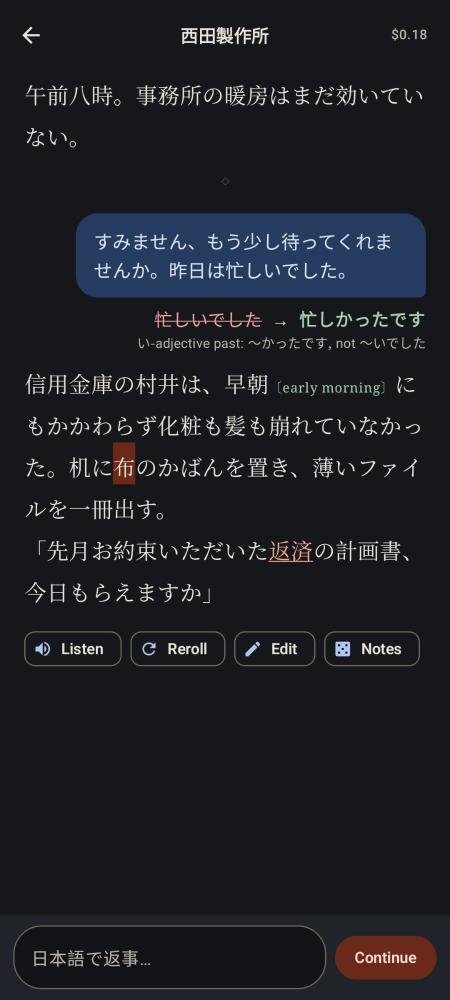 西田製作所
$0.18
午前八時。事務所の暖房はまだ効いてい
ない。
すみません、もう少し待ってくれま
せんか。昨日は忙しいでした。
忙しいでした → 忙しかったです
い-adjective past: 〜かったです, not 〜いでした
信用金庫の村井は、早朝〔early morning〕に
もかかわらず化粧も髪も崩れていなかっ
た。机に布のかばんを置き、薄いファイ
ルを一冊出す。
「先月お約束いただいた返済の計画書、
今日もらえますか」
Listen
Reroll
Edit
Notes
日本語で返事…
Continue